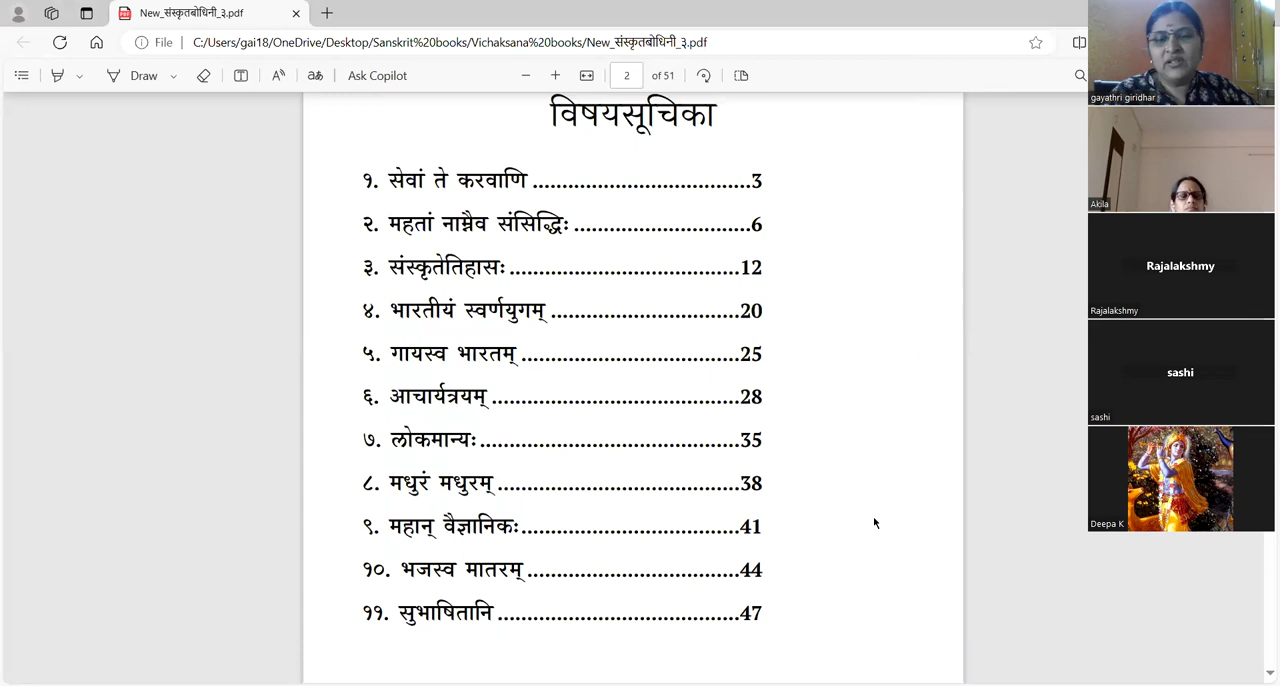 New_संस्कृतबोधिनी_३.pdf
File C:/Users/gai18/OneDrive/Desktop/Sanskrit%20books/Vichaksana%20books/New_संस्कृतबोधिनी_३.pdf
Draw Ask Copilot 2 of 51
विषयसूचिका
१. सेवां ते करवाणि ......................................3
२. महतां नाम्नैव संसिद्धिः ...............................6
३. संस्कृतेतिहासः .......................................12
४. भारतीयं स्वर्णयुगम् ................................20
५. गायस्व भारतम् .....................................25
६. आचार्यत्रयम् ..........................................28
७. लोकमान्यः ............................................35
८. मधुरं मधुरम् .........................................38
९. महान् वैज्ञानिकः.....................................41
१०. भजस्व मातरम् ....................................44
११. सुभाषितानि .........................................47
gayathri giridhar
Akila
Rajalakshmy
Rajalakshmy
sashi
sashi
Deepa K